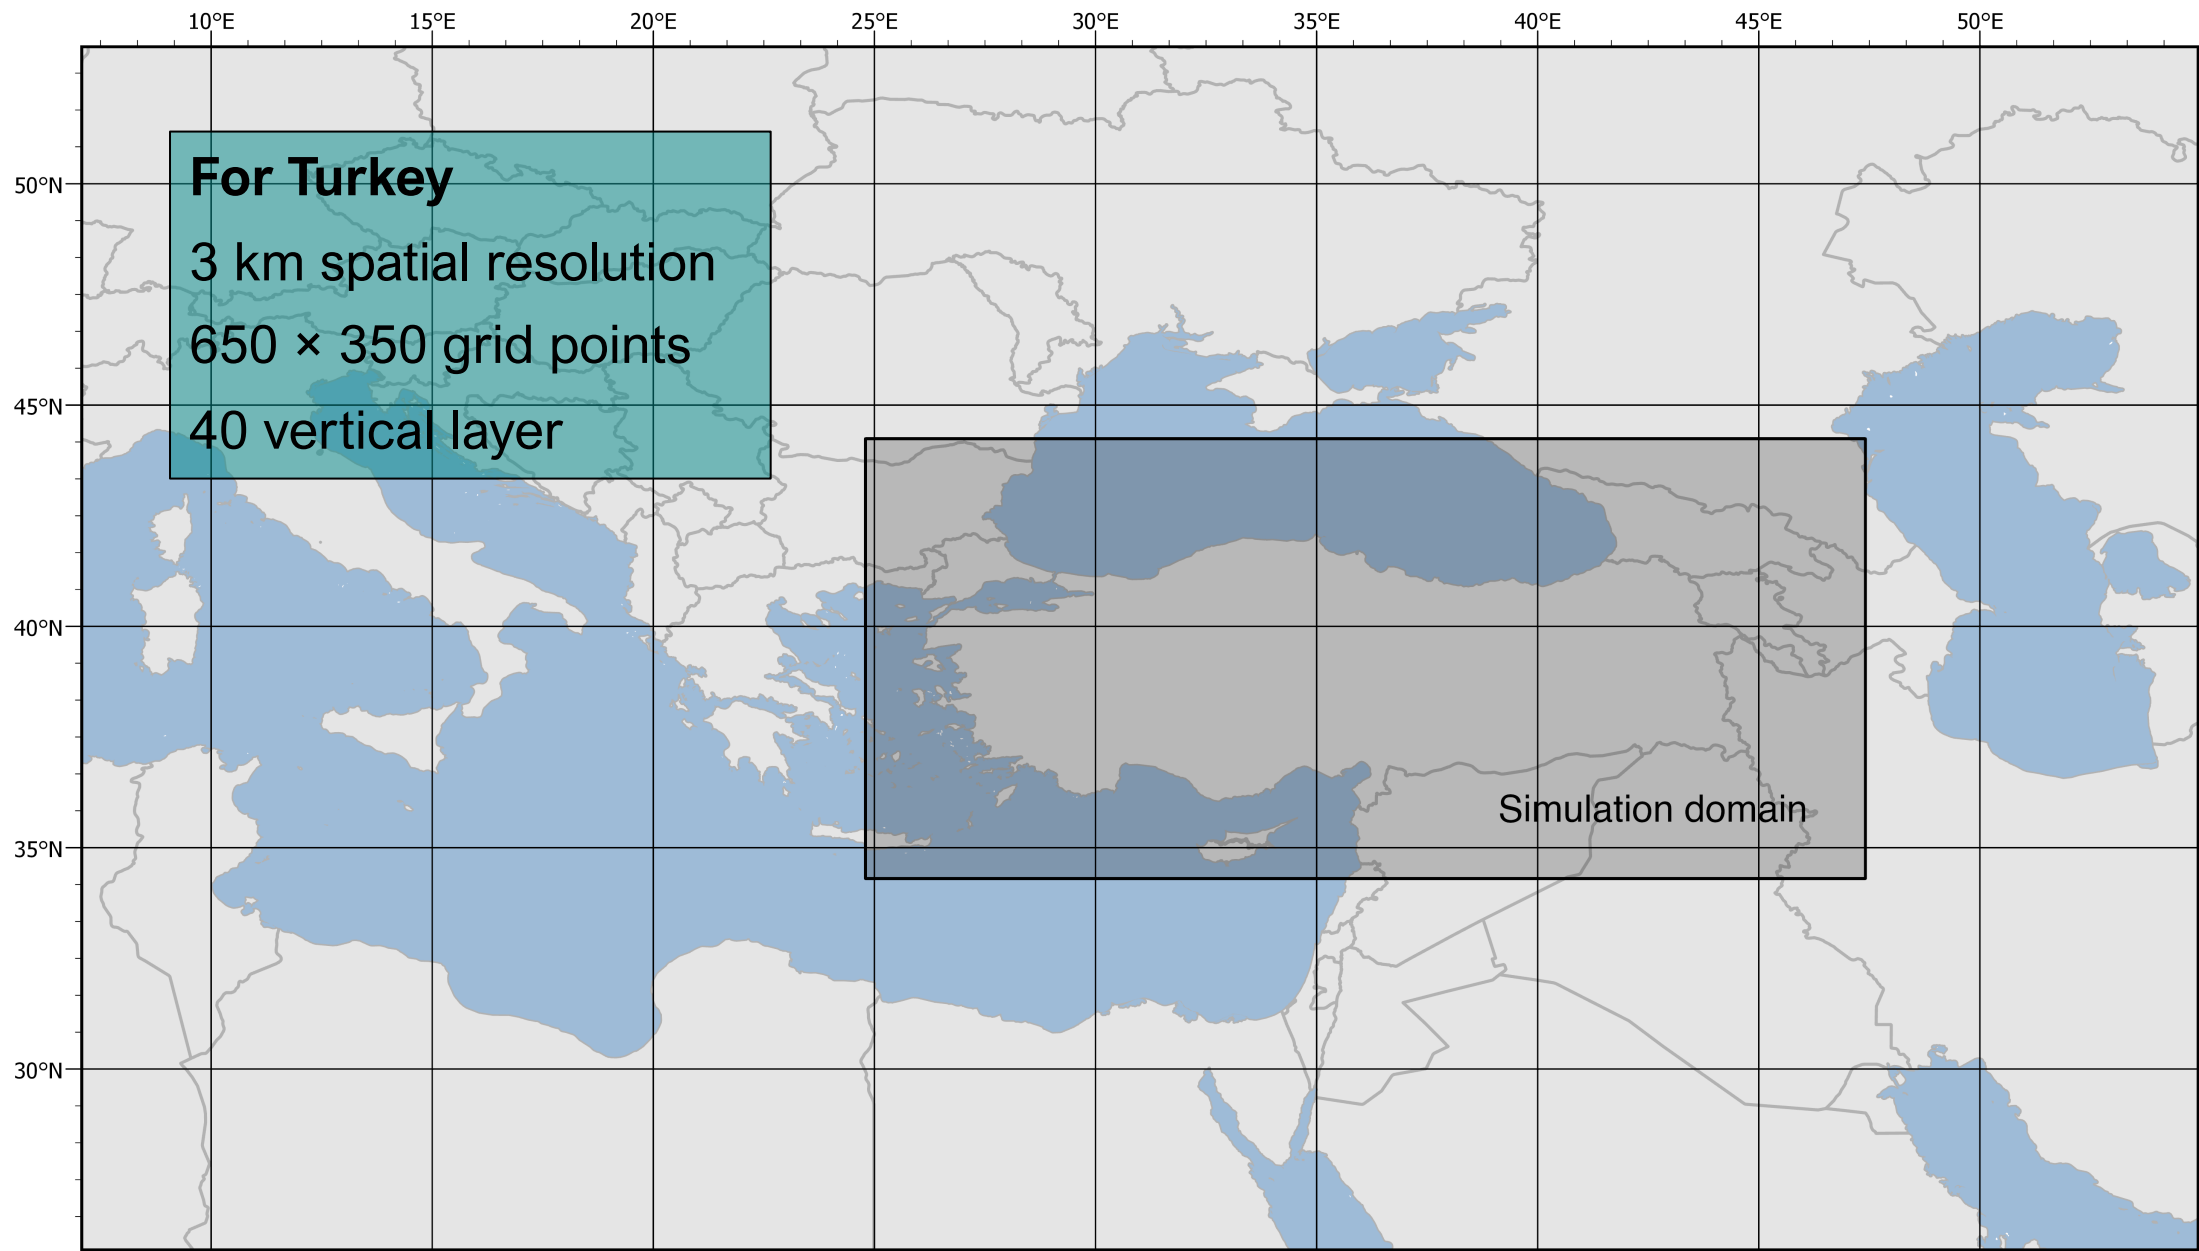 10°E 15°E 20°E 25°E 30°E 35°E 40°E 45°E 50°E
For Turkey
3 km spatial resolution
650 × 350 grid points
40 vertical layer
50°N
45°N
40°N
35°N
30°N
Simulation domain